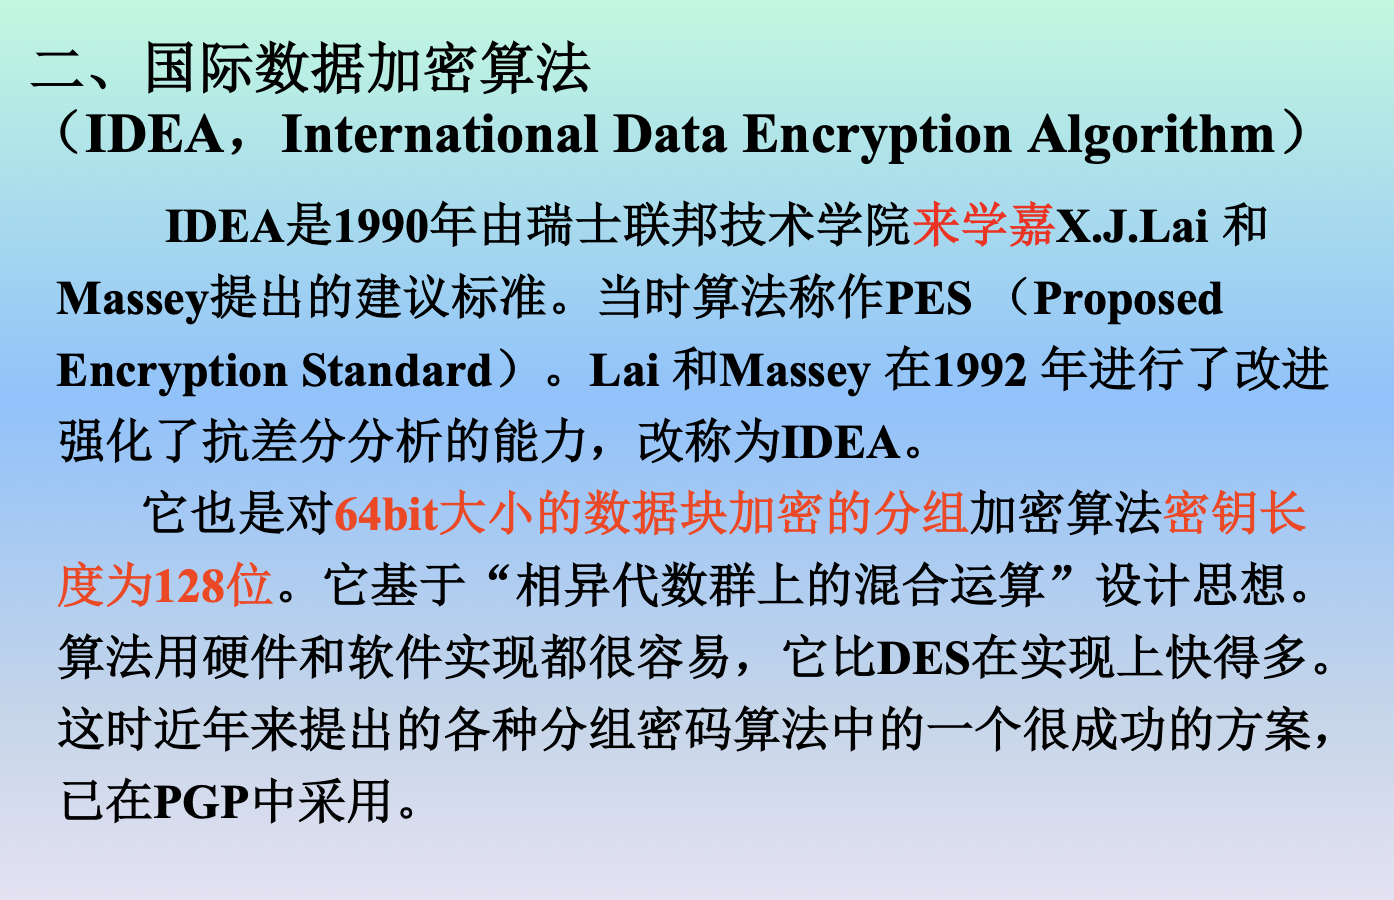 二、国际数据加密算法
（IDEA，International Data Encryption Algorithm）
IDEA是1990年由瑞士联邦技术学院来学嘉X.J.Lai 和
Massey提出的建议标准。当时算法称作PES （Proposed
Encryption Standard）。Lai 和Massey 在1992 年进行了改进
强化了抗差分分析的能力，改称为IDEA。
它也是对64bit大小的数据块加密的分组加密算法密钥长
度为128位。它基于“相异代数群上的混合运算”设计思想。
算法用硬件和软件实现都很容易，它比DES在实现上快得多。
这时近年来提出的各种分组密码算法中的一个很成功的方案，
已在PGP中采用。